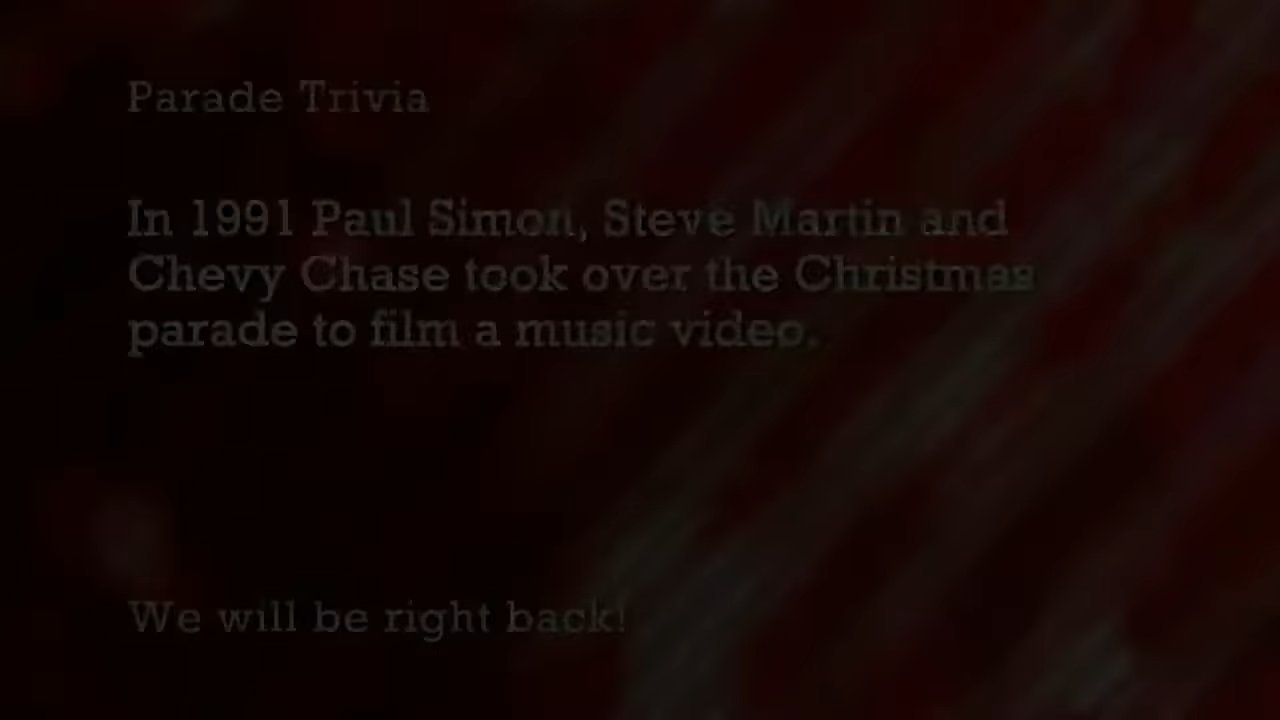 Parade Trivia
In 1991 Paul Simon, Steve Martin and
Chevy Chase took over the Christmas
parade to film a music video.
We will be right back!